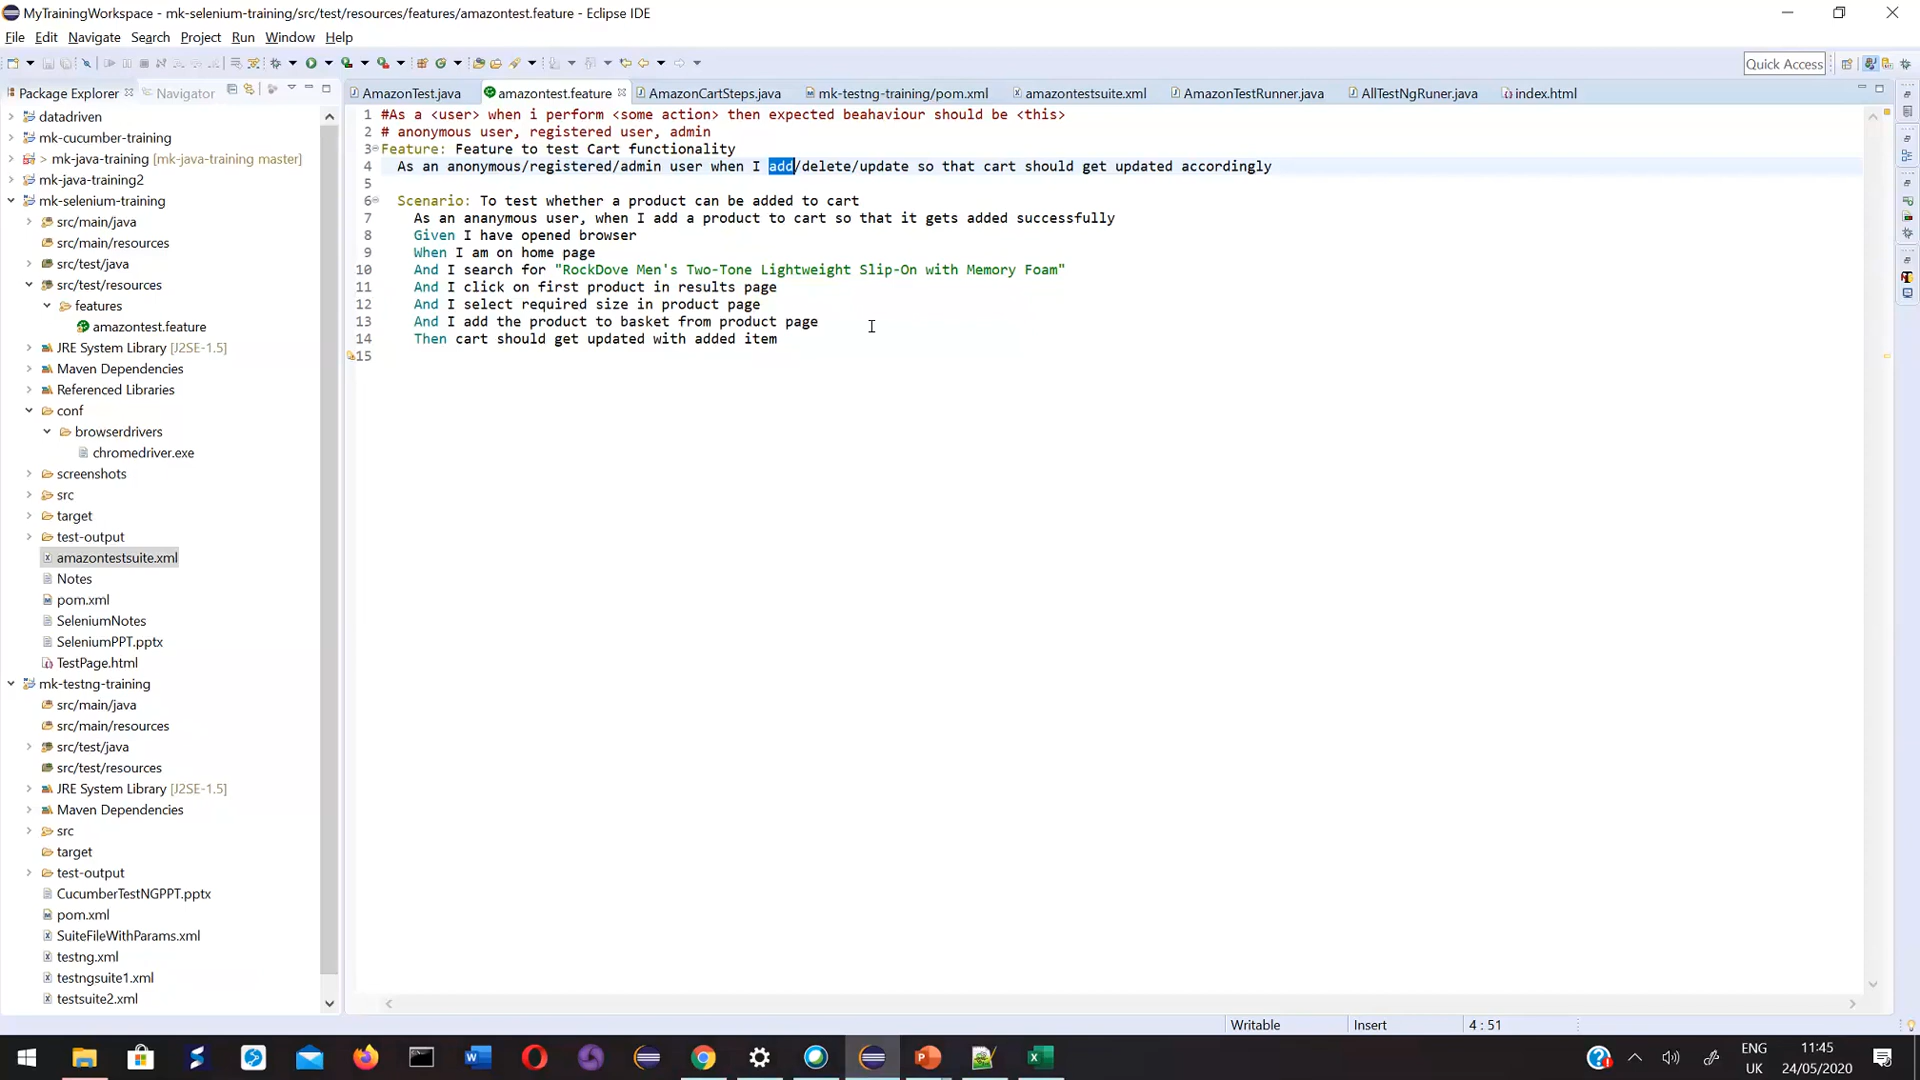 MyTrainingWorkspace - mk-selenium-training/src/test/resources/features/amazontest.feature - Eclipse IDE
File Edit Navigate Search Project Run Window Help
Quick Access
Package Explorer Navigator
AmazonTest.java amazontest.feature AmazonCartSteps.java mk-testng-training/pom.xml amazontestsuite.xml AmazonTestRunner.java AllTestNgRuner.java index.html
datadriven
mk-cucumber-training
> mk-java-training [mk-java-training master]
mk-java-training2
mk-selenium-training
src/main/java
src/main/resources
src/test/java
src/test/resources
features
amazontest.feature
JRE System Library [J2SE-1.5]
Maven Dependencies
Referenced Libraries
conf
browserdrivers
chromedriver.exe
screenshots
src
target
test-output
amazontestsuite.xml
Notes
pom.xml
SeleniumNotes
SeleniumPPT.pptx
TestPage.html
mk-testng-training
src/main/java
src/main/resources
src/test/java
src/test/resources
JRE System Library [J2SE-1.5]
Maven Dependencies
src
target
test-output
CucumberTestNGPPT.pptx
pom.xml
SuiteFileWithParams.xml
testng.xml
testngsuite1.xml
testsuite2.xml
1 #As a <user> when i perform <some action> then expected beahaviour should be <this>
2 # anonymous user, registered user, admin
3 Feature: Feature to test Cart functionality
4 As an anonymous/registered/admin user when I add/delete/update so that cart should get updated accordingly
5
6 Scenario: To test whether a product can be added to cart
7 As an ananymous user, when I add a product to cart so that it gets added successfully
8 Given I have opened browser
9 When I am on home page
10 And I search for "RockDove Men's Two-Tone Lightweight Slip-On with Memory Foam"
11 And I click on first product in results page
12 And I select required size in product page
13 And I add the product to basket from product page
14 Then cart should get updated with added item
15
Writable Insert 4 : 51
ENG 11:45
UK 24/05/2020